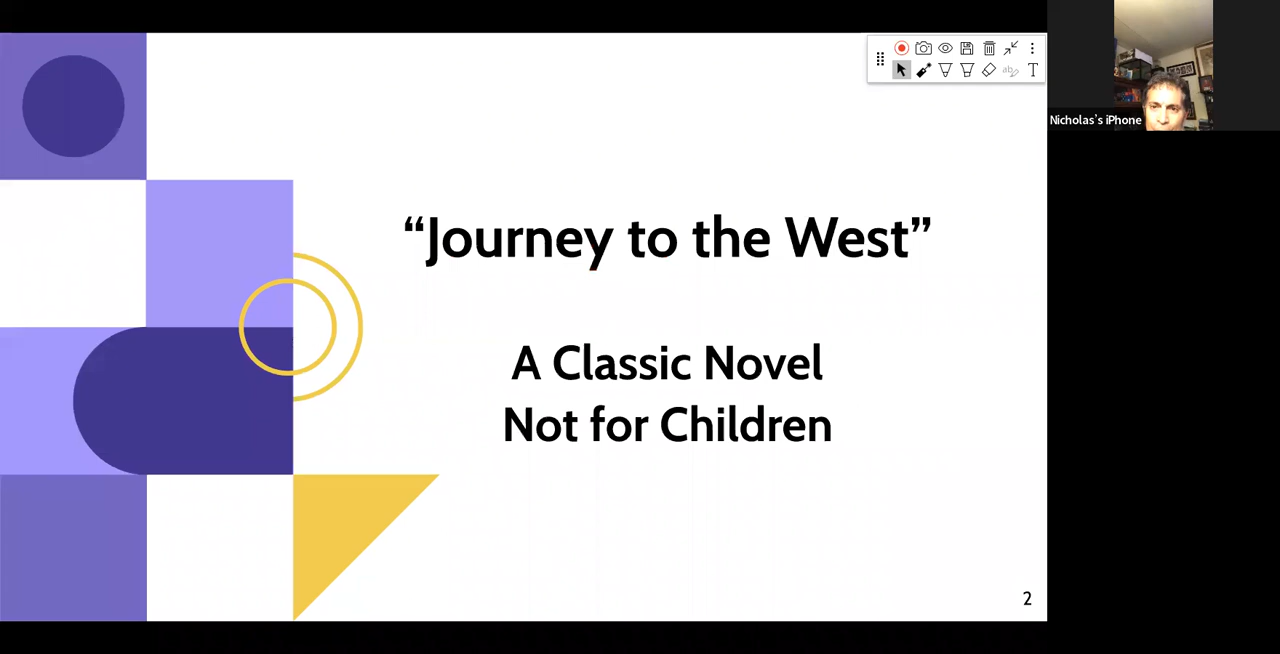 Nicholas's iPhone
“Journey to the West”
A Classic Novel
Not for Children
2